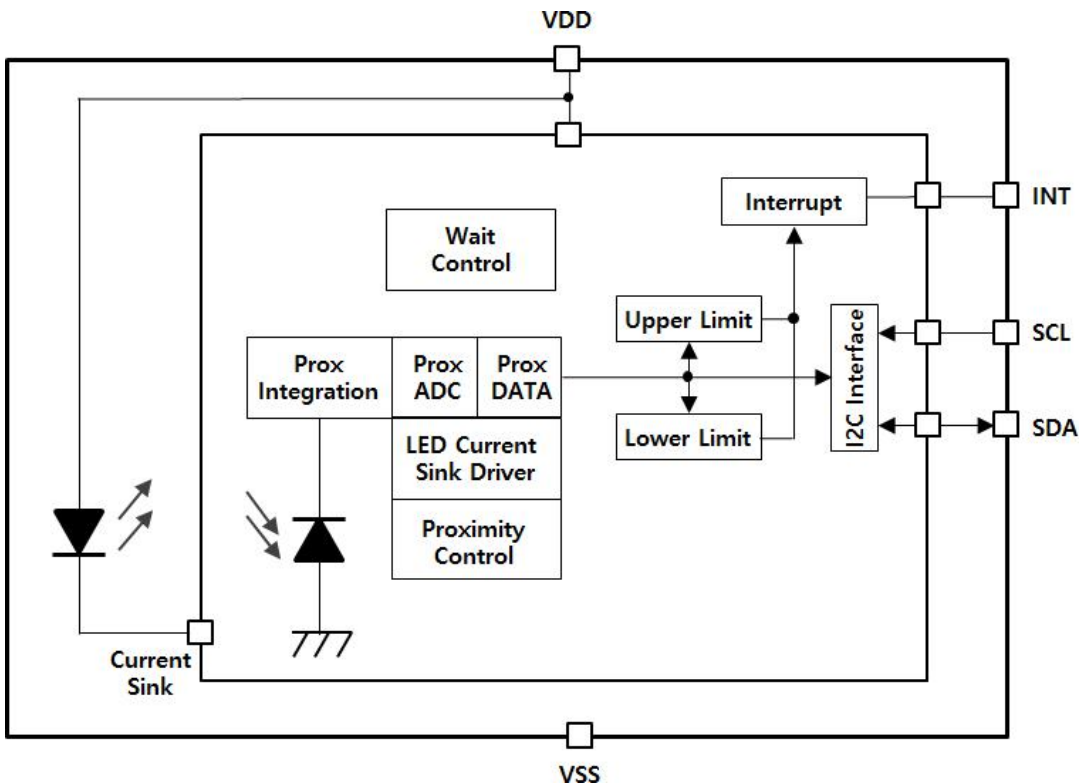 VDD
Interrupt
INT
Wait
Control
Upper Limit
I2C Interface
SCL
Prox
Integration
Prox
ADC
Prox
DATA
Lower Limit
SDA
LED Current
Sink Driver
Proximity
Control
Current
Sink
VSS